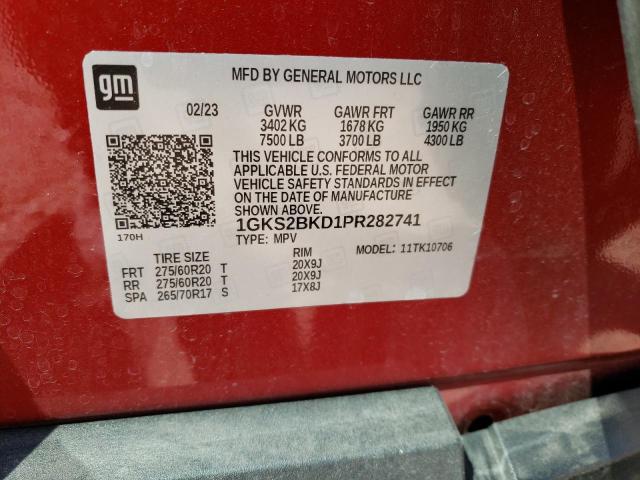 gm
MFD BY GENERAL MOTORS LLC
02/23 GVWR GAWR FRT GAWR RR
3402 KG 1678 KG 1950 KG
7500 LB 3700 LB 4300 LB
THIS VEHICLE CONFORMS TO ALL
APPLICABLE U.S. FEDERAL MOTOR
VEHICLE SAFETY STANDARDS IN EFFECT
ON THE DATE OF MANUFACTURE
SHOWN ABOVE.
170H
1GKS2BKD1PR282741
TYPE: MPV MODEL: 11TK10706
TIRE SIZE RIM
FRT 275/60R20 T 20X9J
RR 275/60R20 T 20X9J
SPA 265/70R17 S 17X8J